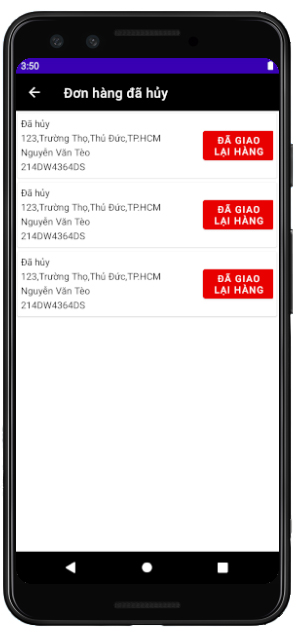 3:50
Đơn hàng đã hủy
Đã hủy
123,Trường Thọ,Thủ Đức,TP.HCM
Nguyễn Văn Tèo
214DW4364DS
ĐÃ GIAO
LẠI HÀNG
Đã hủy
123,Trường Thọ,Thủ Đức,TP.HCM
Nguyễn Văn Tèo
214DW4364DS
ĐÃ GIAO
LẠI HÀNG
Đã hủy
123,Trường Thọ,Thủ Đức,TP.HCM
Nguyễn Văn Tèo
214DW4364DS
ĐÃ GIAO
LẠI HÀNG